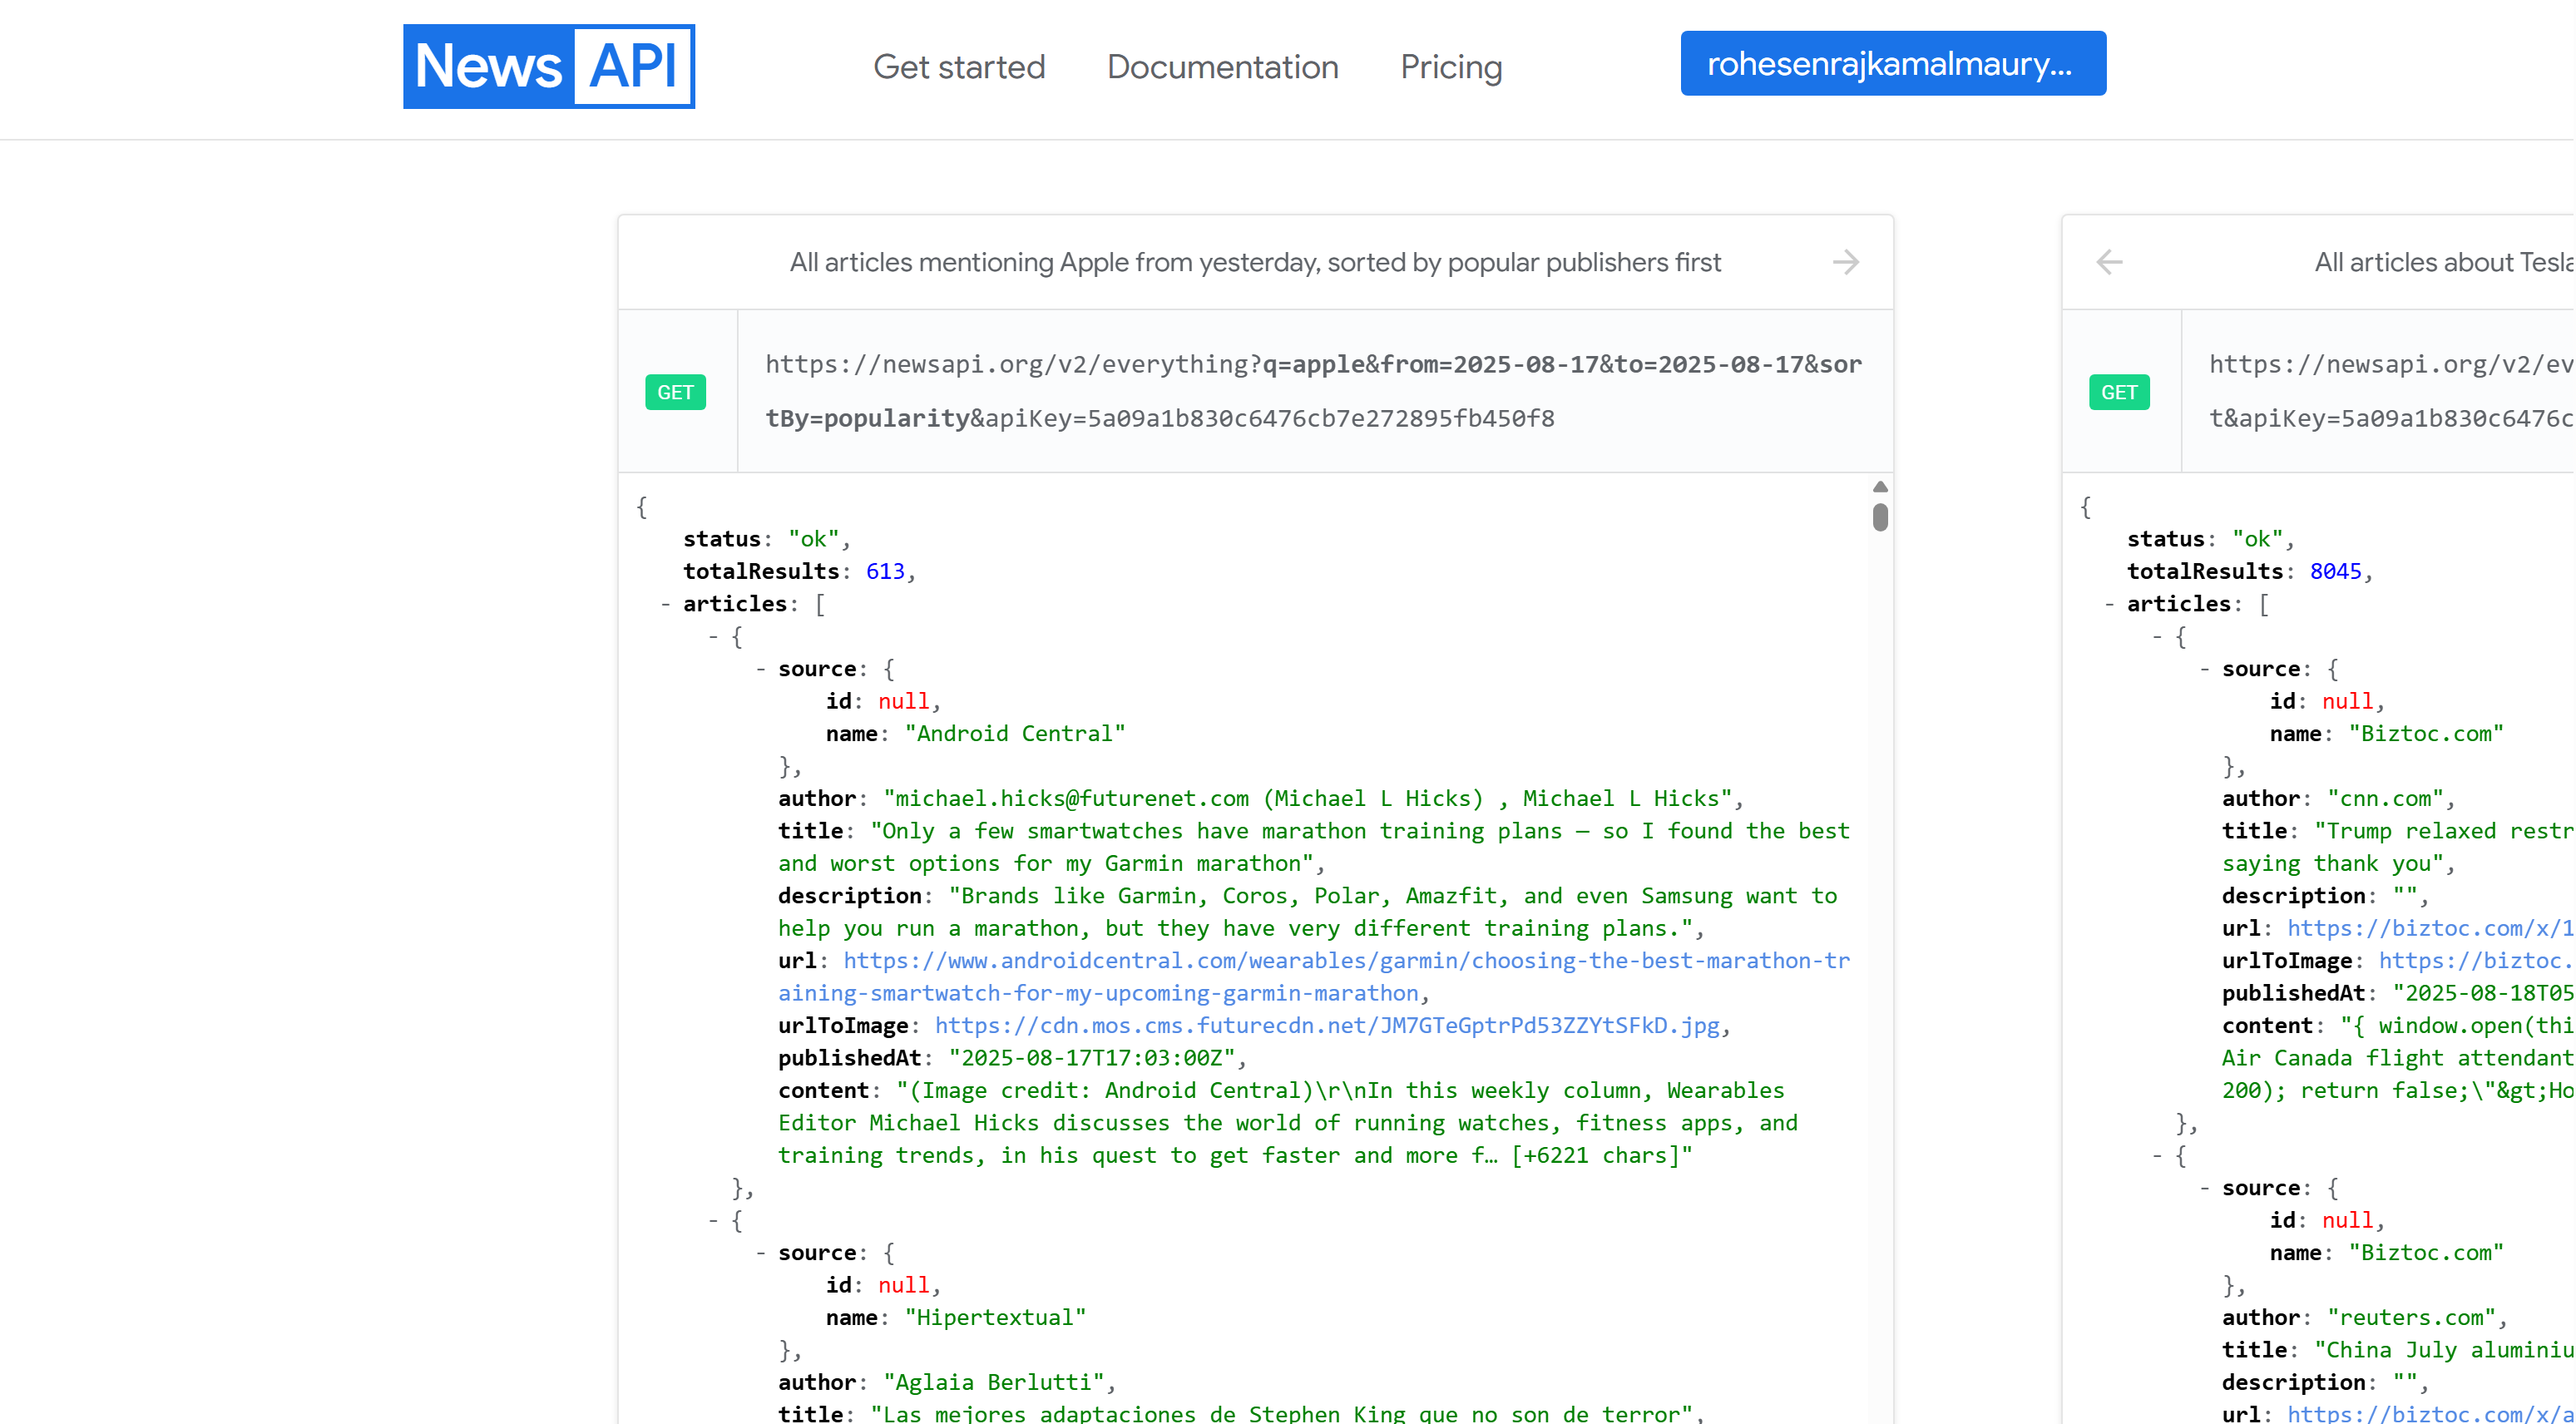 News API
Get started
Documentation
Pricing
rohesenrajkamalmaury...
All articles mentioning Apple from yesterday, sorted by popular publishers first
GET
https://newsapi.org/v2/everything?q=apple&from=2025-08-17&to=2025-08-17&sor
tBy=popularity&apiKey=5a09a1b830c6476cb7e272895fb450f8
{
status: "ok",
totalResults: 613,
- articles: [
- {
- source: {
id: null,
name: "Android Central"
},
author: "michael.hicks@futurenet.com (Michael L Hicks) , Michael L Hicks",
title: "Only a few smartwatches have marathon training plans — so I found the best
and worst options for my Garmin marathon",
description: "Brands like Garmin, Coros, Polar, Amazfit, and even Samsung want to
help you run a marathon, but they have very different training plans.",
url: https://www.androidcentral.com/wearables/garmin/choosing-the-best-marathon-tr
aining-smartwatch-for-my-upcoming-garmin-marathon,
urlToImage: https://cdn.mos.cms.futurecdn.net/JM7GTeGptrPd53ZZYtSFkD.jpg,
publishedAt: "2025-08-17T17:03:00Z",
content: "(Image credit: Android Central)\r\nIn this weekly column, Wearables
Editor Michael Hicks discusses the world of running watches, fitness apps, and
training trends, in his quest to get faster and more f… [+6221 chars]"
},
- {
- source: {
id: null,
name: "Hipertextual"
},
author: "Aglaia Berlutti",
title: "Las mejores adaptaciones de Stephen King que no son de terror",
All articles about Tesla
GET
https://newsapi.org/v2/ev
t&apiKey=5a09a1b830c6476c
{
status: "ok",
totalResults: 8045,
- articles: [
- {
- source: {
id: null,
name: "Biztoc.com"
},
author: "cnn.com",
title: "Trump relaxed restr
saying thank you",
description: "",
url: https://biztoc.com/x/1
urlToImage: https://biztoc.
publishedAt: "2025-08-18T05
content: "{ window.open(thi
Air Canada flight attendant
200); return false;\"&gt;Ho
},
- {
- source: {
id: null,
name: "Biztoc.com"
},
author: "reuters.com",
title: "China July aluminiu
description: "",
url: https://biztoc.com/x/a